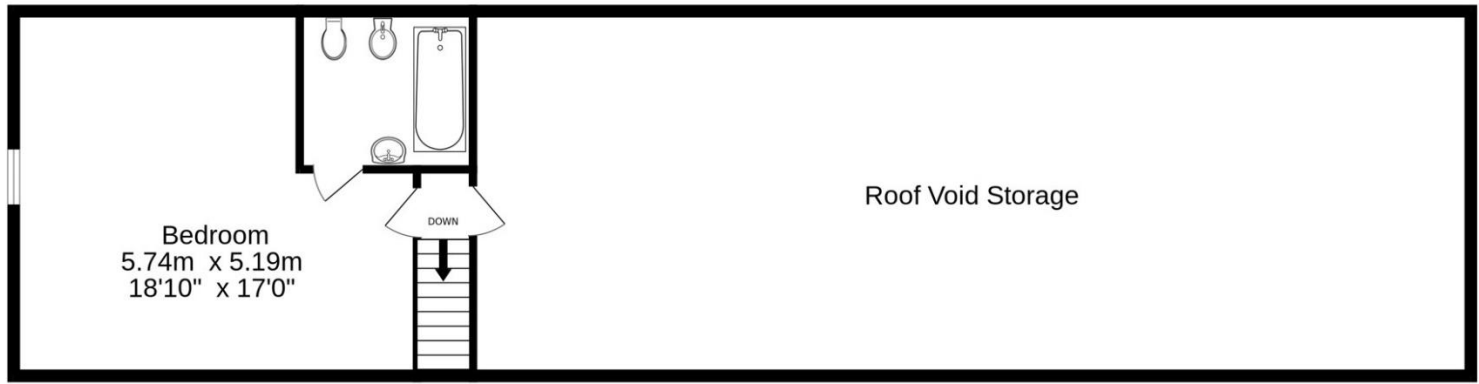 Roof Void Storage
DOWN
Bedroom
5.74m x 5.19m
18'10" x 17'0"